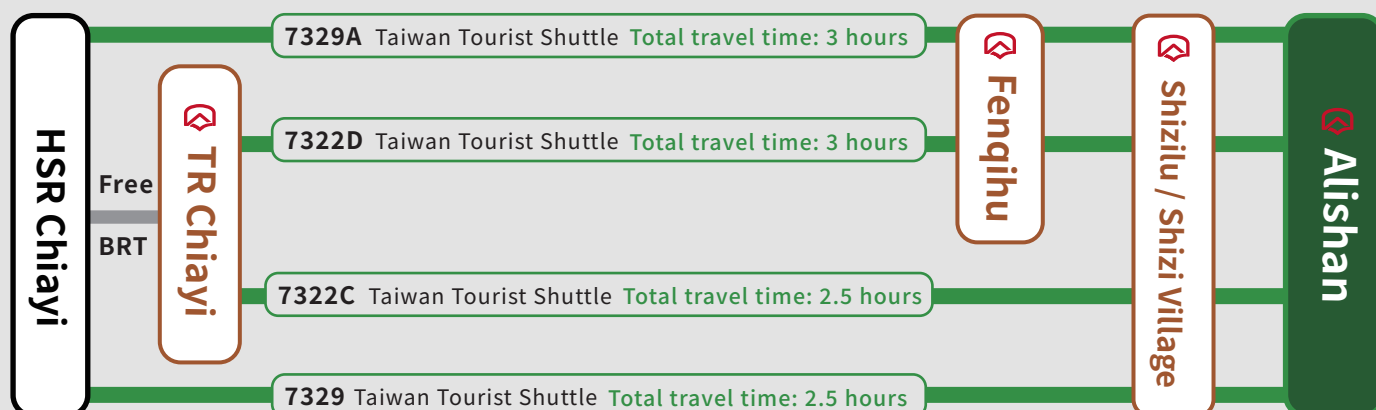 HSR Chiayi
Free
BRT
TR Chiayi
7329A Taiwan Tourist Shuttle Total travel time: 3 hours
7322D Taiwan Tourist Shuttle Total travel time: 3 hours
7322C Taiwan Tourist Shuttle Total travel time: 2.5 hours
7329 Taiwan Tourist Shuttle Total travel time: 2.5 hours
Fenqihu
Shizilu / Shizi Village
Alishan